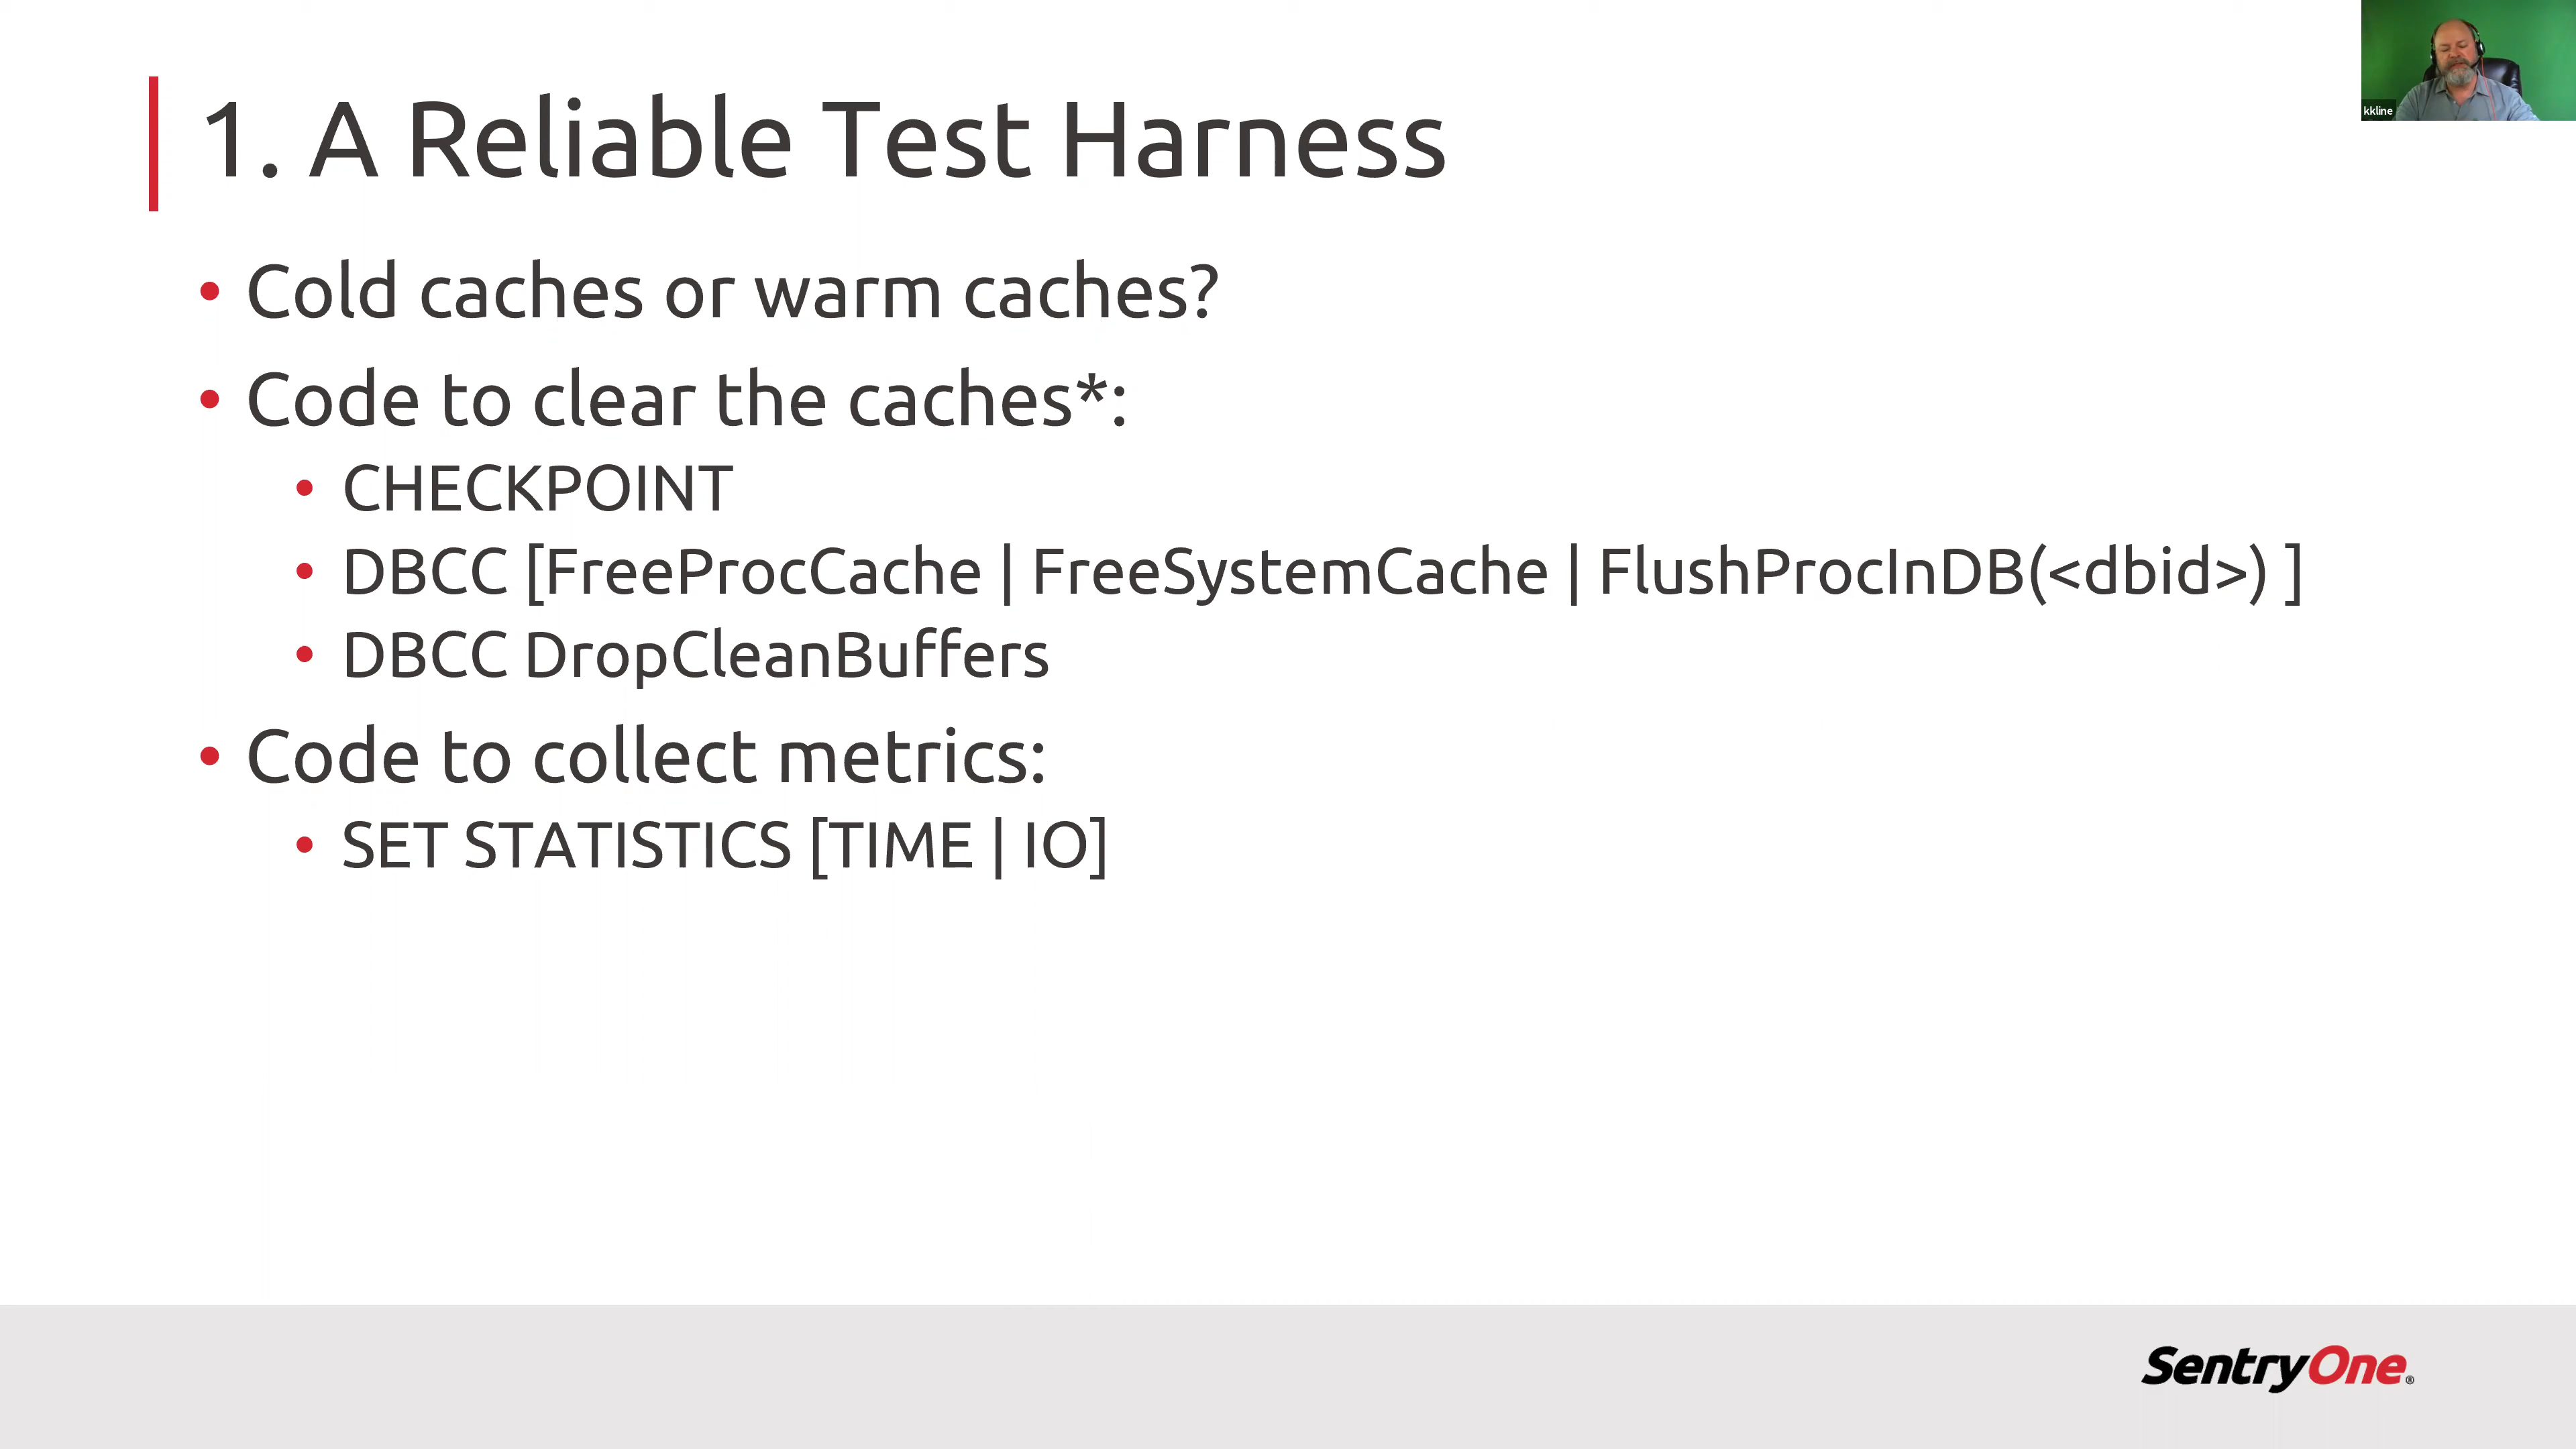 kkline
1. A Reliable Test Harness
• Cold caches or warm caches?
• Code to clear the caches*:
• CHECKPOINT
• DBCC [FreeProcCache | FreeSystemCache | FlushProcInDB(<dbid>) ]
• DBCC DropCleanBuffers
• Code to collect metrics:
• SET STATISTICS [TIME | IO]
SentryOne®